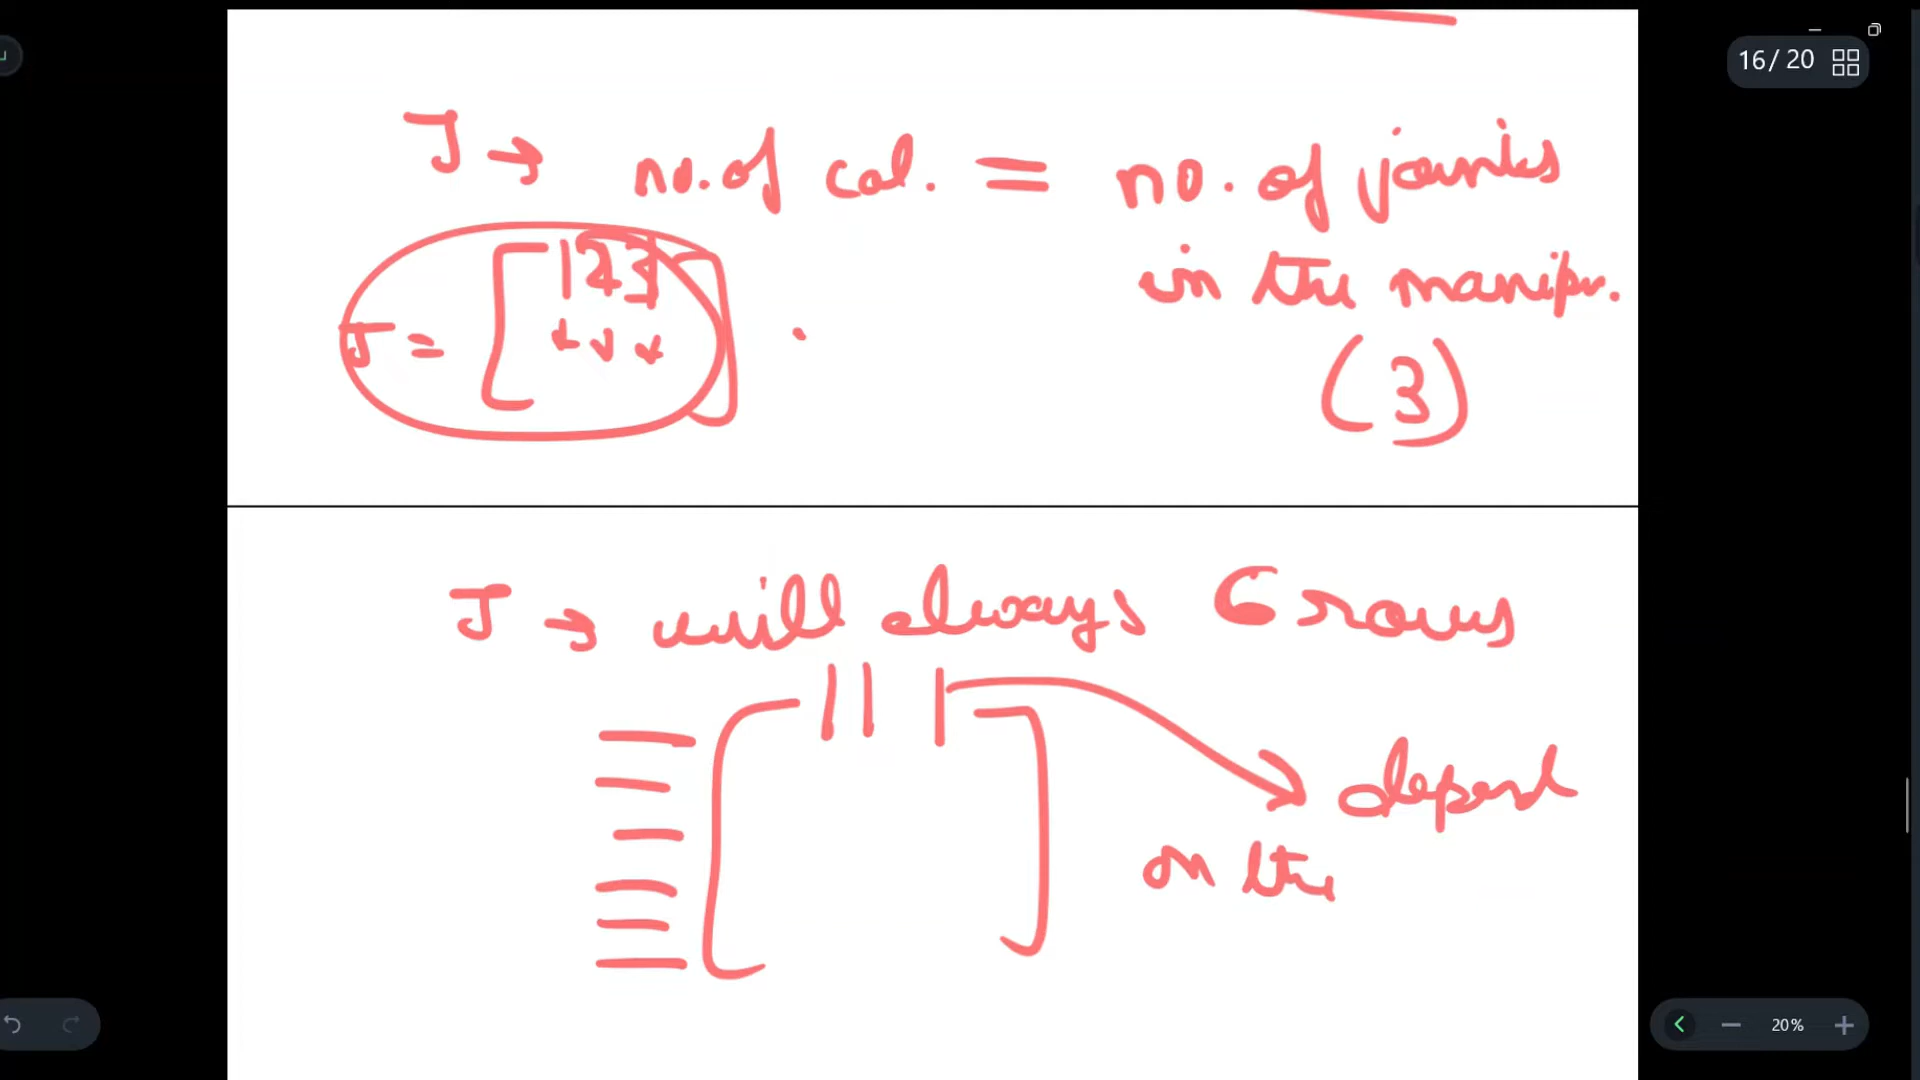 16/ 20
J → no. of col. = no. of joints
in the manipu.
J = [ 1 2 3
(3)
J → will always 6 rows
depend
on the
20%